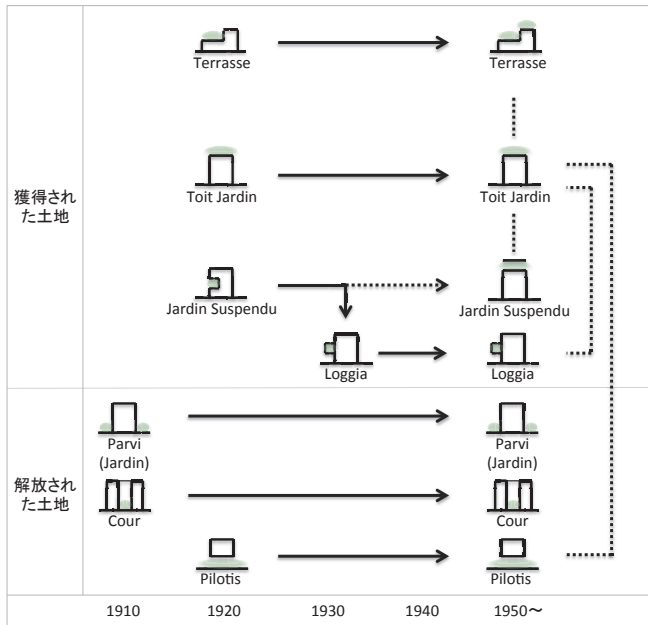 Terrasse
Terrasse
獲得され
た土地
Toit Jardin
Toit Jardin
Jardin Suspendu
Jardin Suspendu
Loggia
Loggia
解放され
た土地
Parvi
(Jardin)
Parvi
(Jardin)
Cour
Cour
Pilotis
Pilotis
1910
1920
1930
1940
1950〜